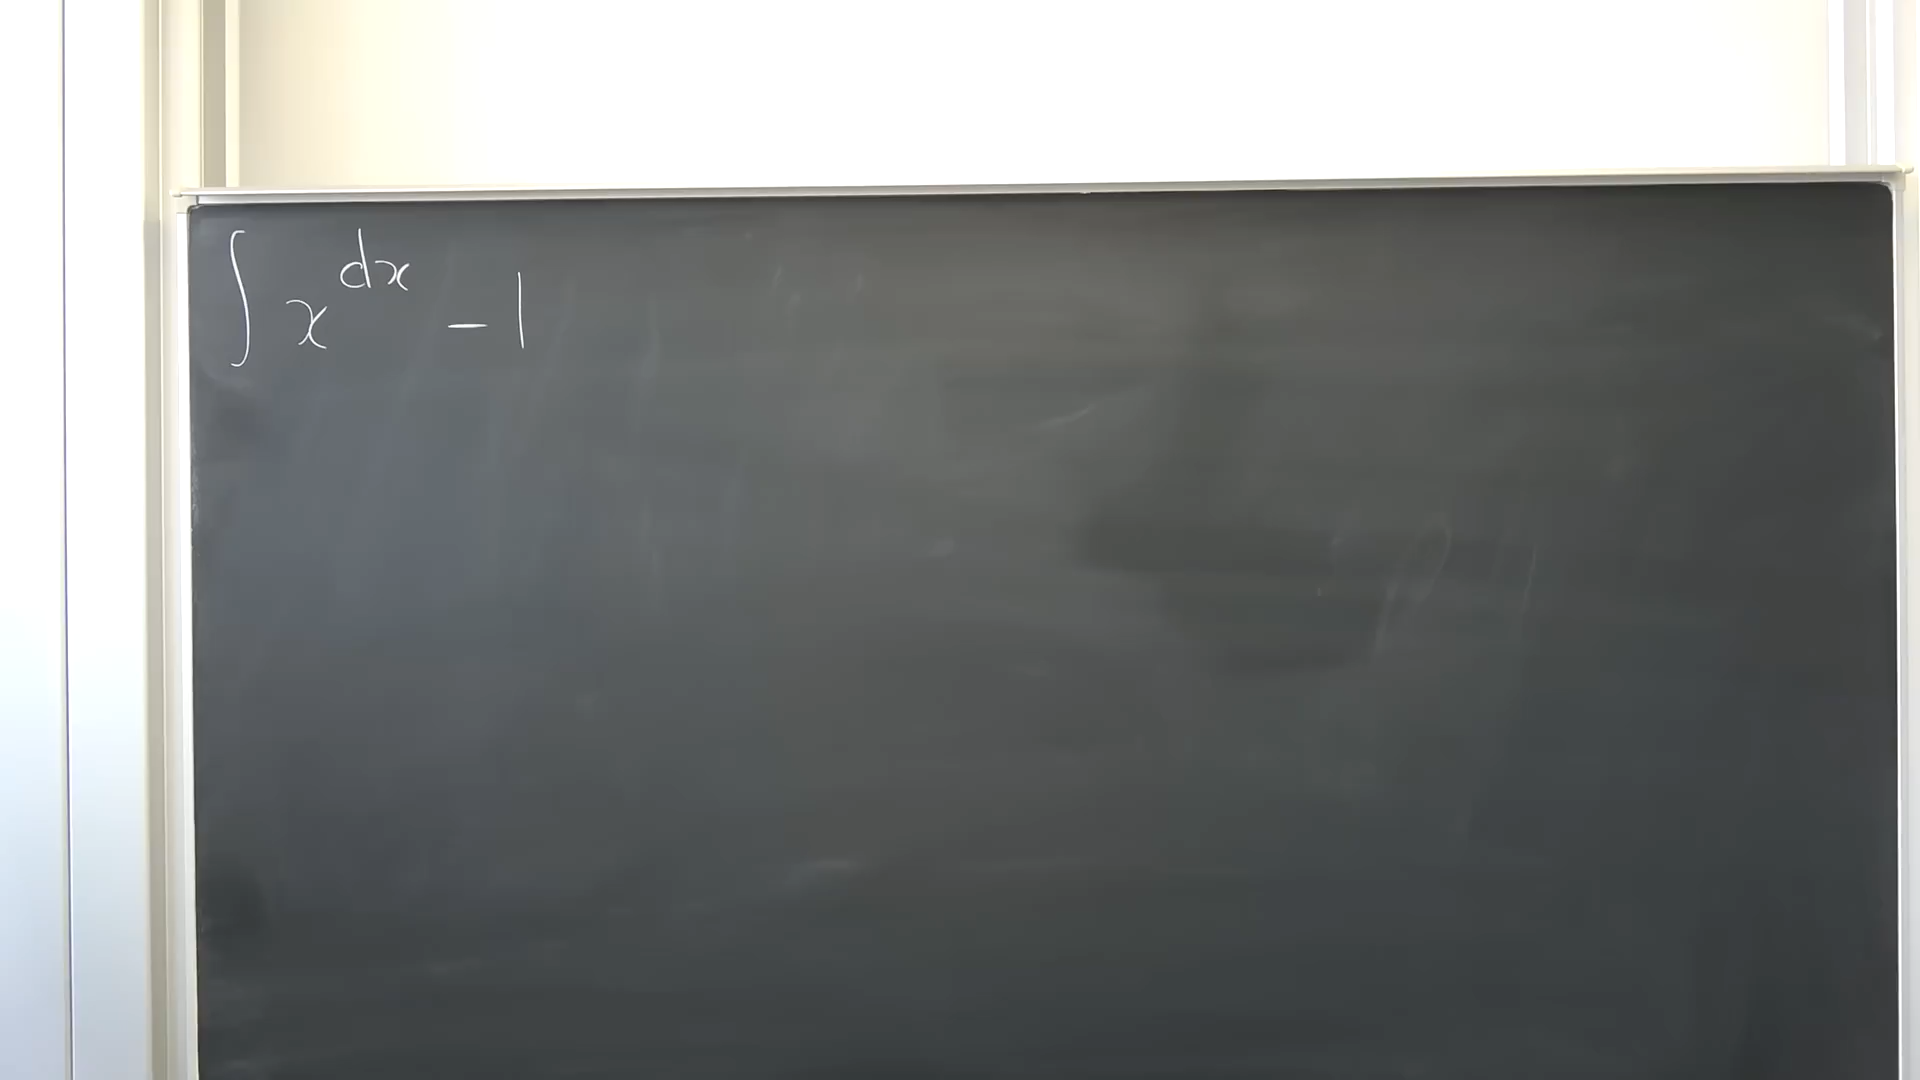 ∫ x^{dx} - 1